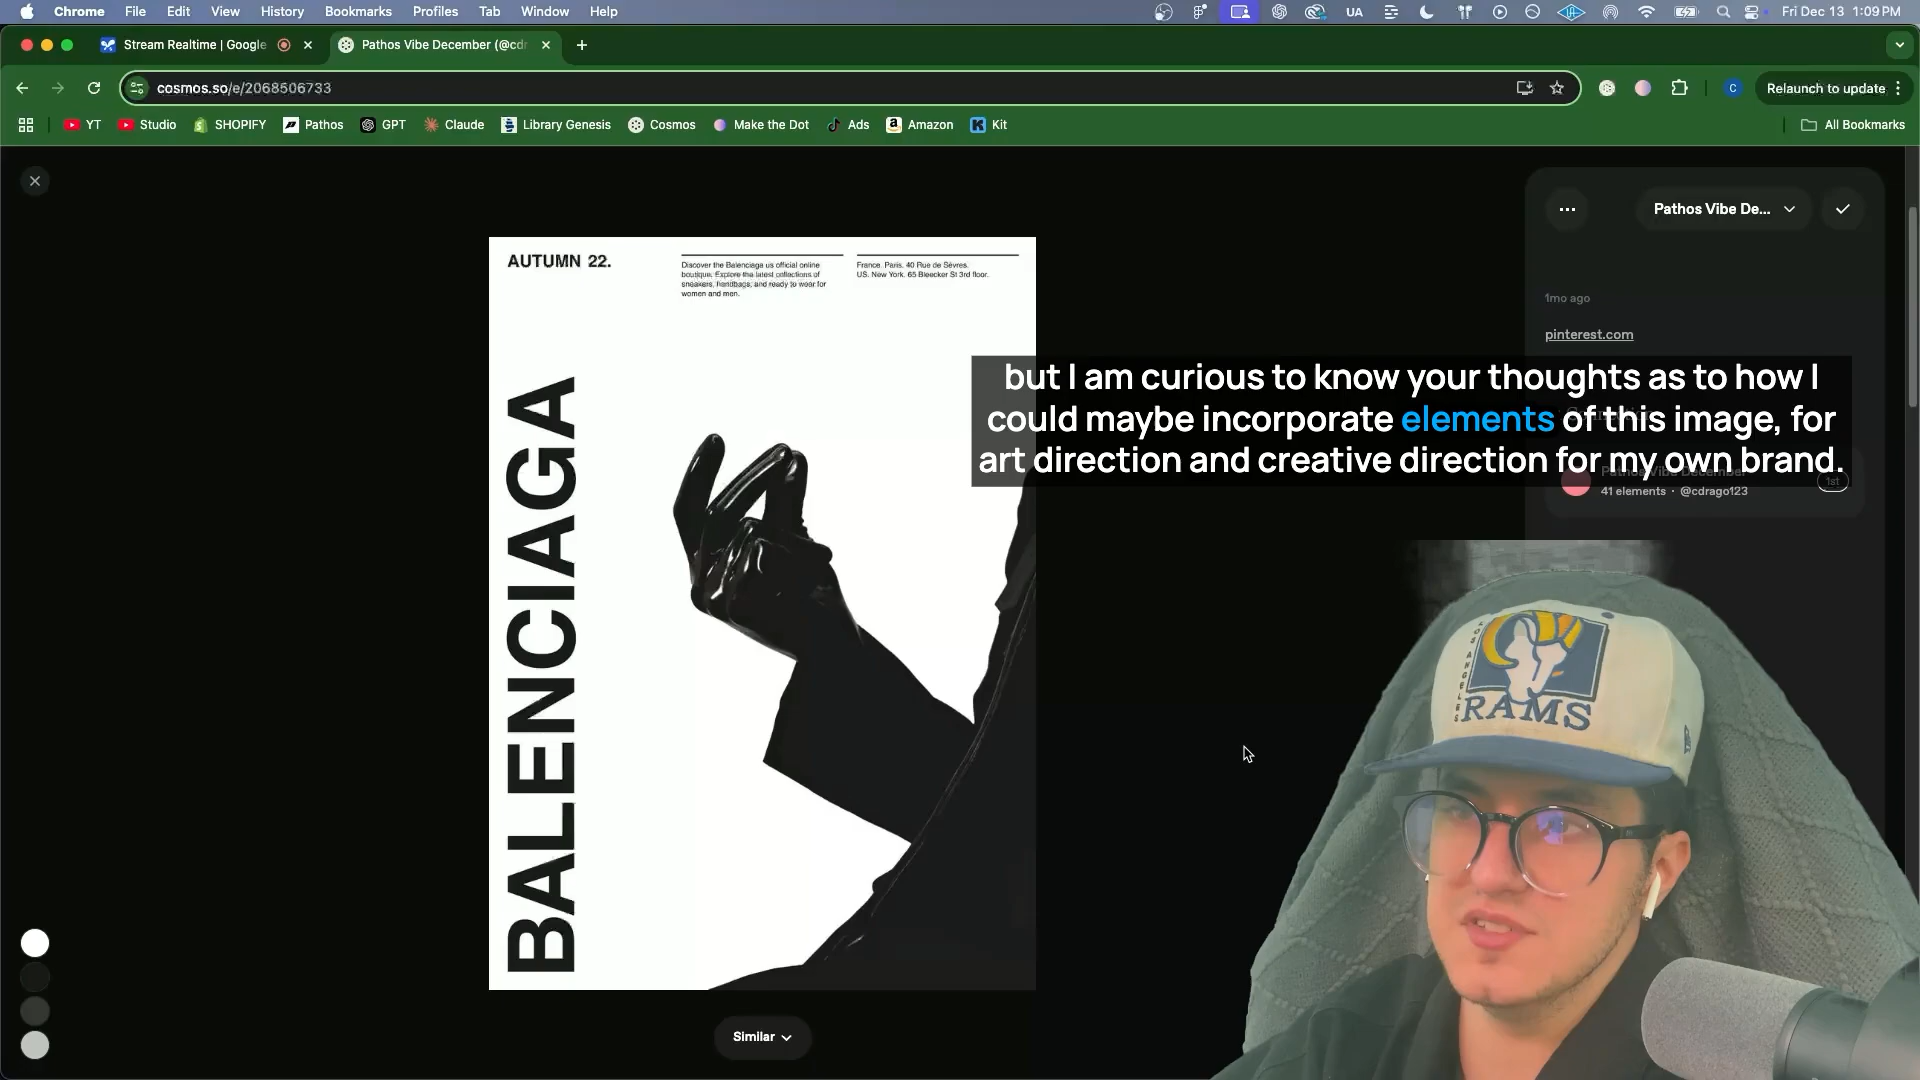 Chrome File Edit View History Bookmarks Profiles Tab Window Help
UA
Fri Dec 13 1:09 PM
Stream Realtime | Google
Pathos Vibe December (@cdr
cosmos.so/e/2068506733
C
Relaunch to update
YT Studio SHOPIFY Pathos GPT Claude Library Genesis Cosmos Make the Dot Ads Amazon Kit
All Bookmarks
Pathos Vibe De...
AUTUMN 22.
Discover the Balenciaga us official online
boutique. Explore the latest collections of
sneakers, handbags, and ready to wear for
women and men.
France. Paris. 40 Rue de Sèvres.
US. New York. 65 Bleecker St 3rd floor.
1mo ago
pinterest.com
but I am curious to know your thoughts as to how I
could maybe incorporate elements of this image, for
art direction and creative direction for my own brand.
Pathos Vibe December
41 elements · @cdrago123
1st
BALENCIAGA
LOS ANGELES
RAMS
Similar